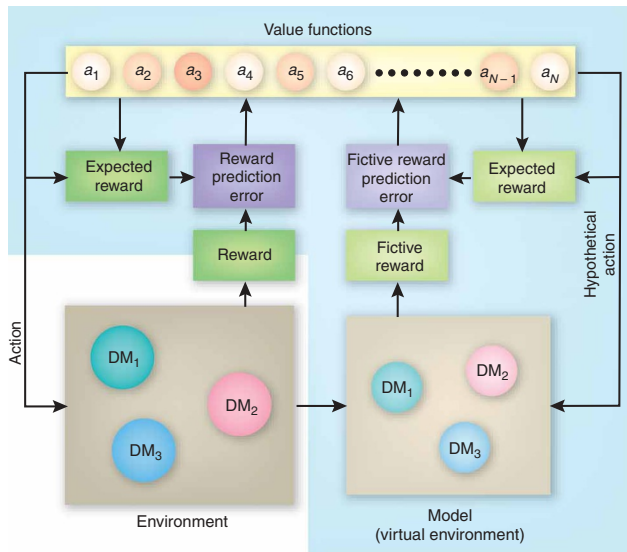 Value functions
a₁ a₂ a₃ a₄ a₅ a₆ •••••••• aN – 1 aN
Expected
reward
Reward
prediction
error
Fictive reward
prediction
error
Expected
reward
Reward
Fictive
reward
Action
Hypothetical
action
DM₁
DM₂
DM₃
DM₁
DM₂
DM₃
Environment
Model
(virtual environment)